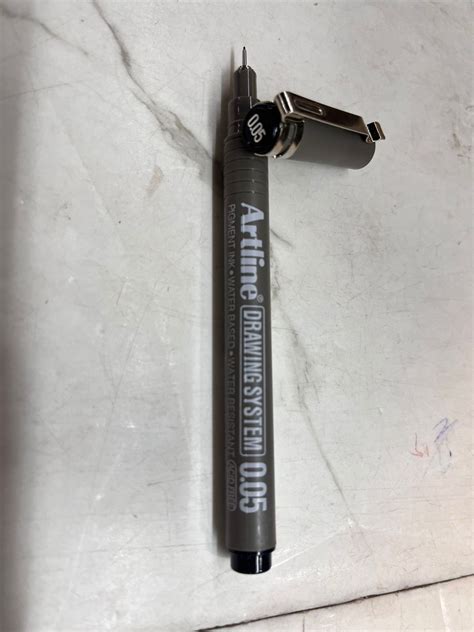 0.05
Artline® DRAWING SYSTEM 0.05
PIGMENT INK • WATER BASED • WATER RESISTANT